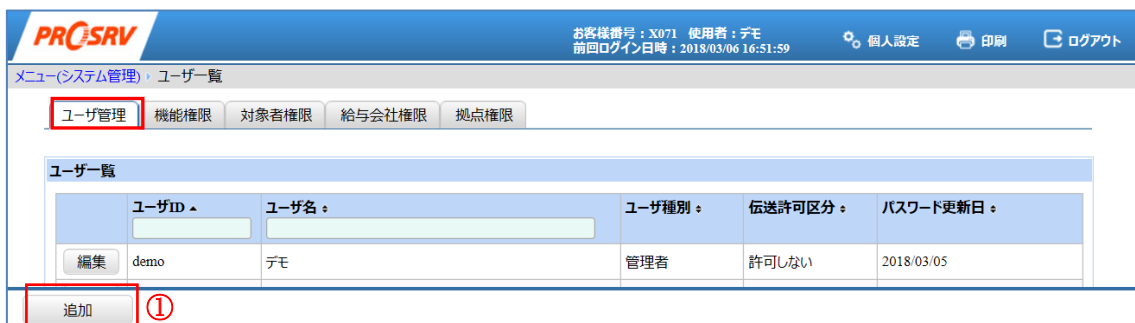 PROSRV
お客様番号：X071 使用者：デモ
前回ログイン日時：2018/03/06 16:51:59
個人設定 印刷 ログアウト
メニュー(システム管理) › ユーザ一覧
ユーザ管理 機能権限 対象者権限 給与会社権限 拠点権限
ユーザ一覧
ユーザID ユーザ名 ユーザ種別 伝送許可区分 パスワード更新日
編集 demo デモ 管理者 許可しない 2018/03/05
追加 ①